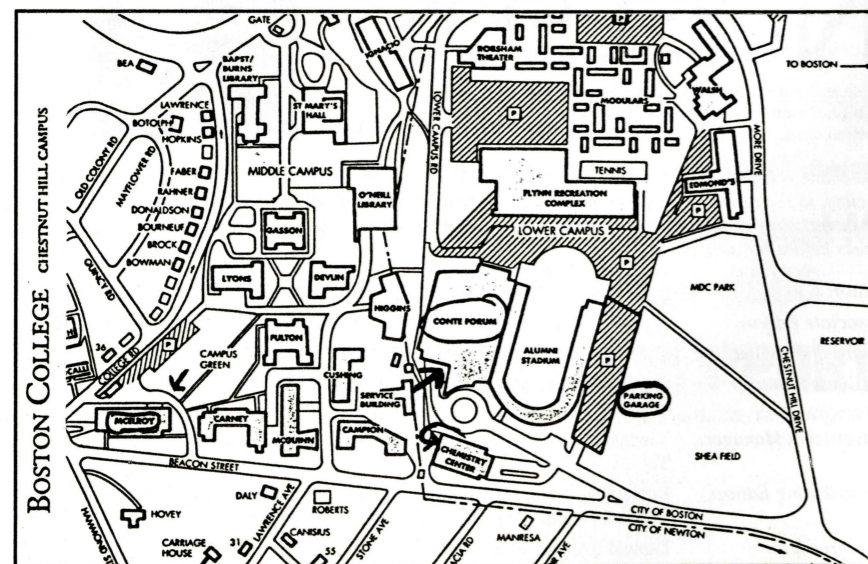 BOSTON COLLEGE CHESTNUT HILL CAMPUS
GATE
IGNACIO
ROBSHAM
THEATER
P
TO BOSTON
BEA
BAPST/
BURNS
LIBRARY
WALSH
LAWRENCE
BOTOLPH
HOPKINS
ST MARY'S
HALL
LOWER CAMPUS RD
P
MODULARS
P
MORE DRIVE
OLD COLONY RD
MAYFLOWER RD
FABER
MIDDLE CAMPUS
TENNIS
RAHNER
O'NEILL
LIBRARY
FLYNN RECREATION
COMPLEX
EDMOND'S
DONALDSON
BOURNEUF
GASSON
LOWER CAMPUS
P
BROCK
BOWMAN
P
QUINCY RD
LYONS
DEVLIN
MDC PARK
HIGGINS
CONTE FORUM
FULTON
ALUMNI
STADIUM
RESERVOIR
36
COLLEGE RD
P
CAMPUS
GREEN
P
CUSHING
SERVICE
BUILDING
PARKING
GARAGE
CHESTNUT HILL DRIVE
MCELROY
CARNEY
MCGUINN
CAMPION
CHEMISTRY
CENTER
SHEA FIELD
BEACON STREET
DALY
LAWRENCE AVE
ROBERTS
CITY OF BOSTON
CITY OF NEWTON
HOVEY
CANISIUS
STONE AVE
MANRESA
HAMMOND ST
CARRIAGE
HOUSE
31
55